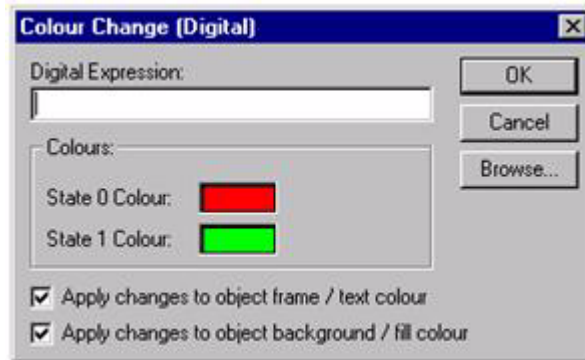 Colour Change (Digital)
Digital Expression:
OK
Cancel
Browse...
Colours:
State 0 Colour:
State 1 Colour:
Apply changes to object frame / text colour
Apply changes to object background / fill colour